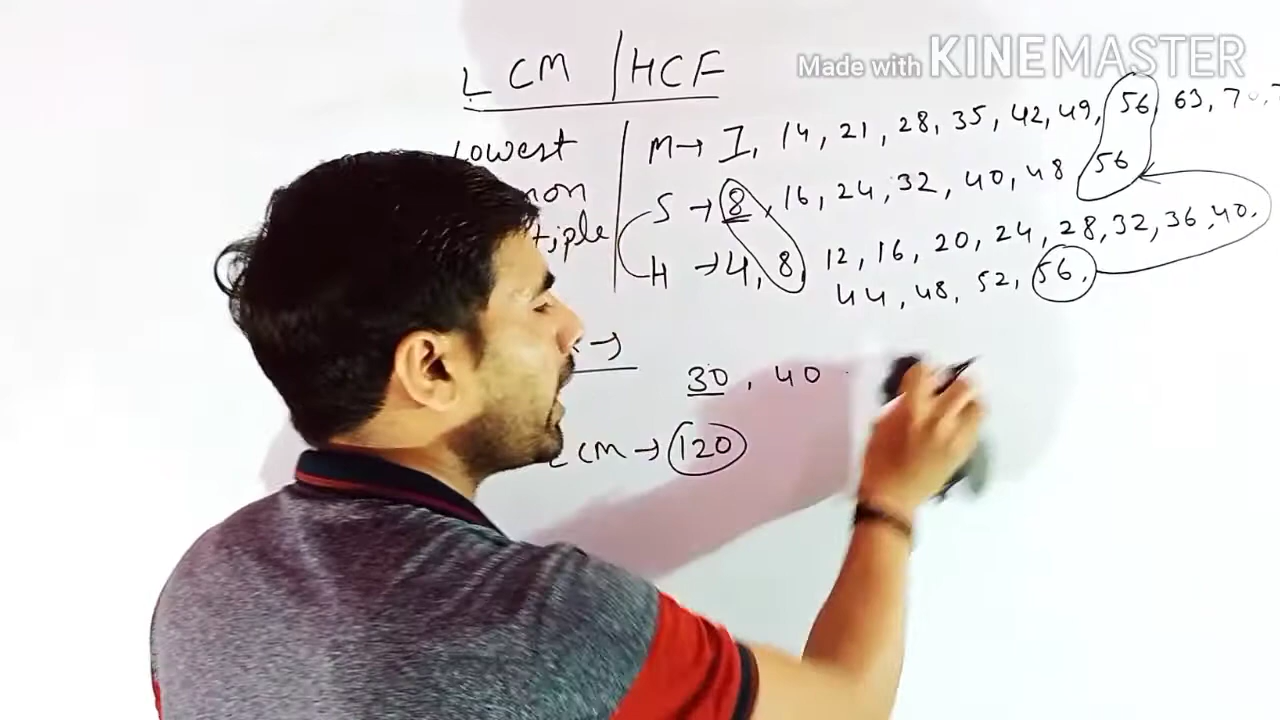 LCM / HCF
Made with KINEMASTER
Lowest
M → 7, 14, 21, 28, 35, 42, 49, 56, 63, 70,
S → 8, 16, 24, 32, 40, 48 56
H → 4, 8, 12, 16, 20, 24, 28, 32, 36, 40,
44, 48, 52, 56,
30, 40
LCM → 120